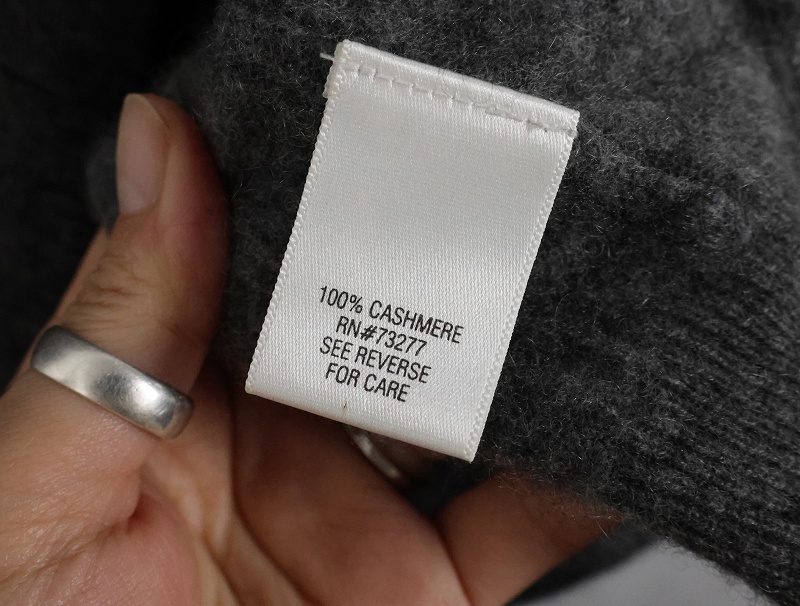 100% CASHMERE
RN#73277
SEE REVERSE
FOR CARE